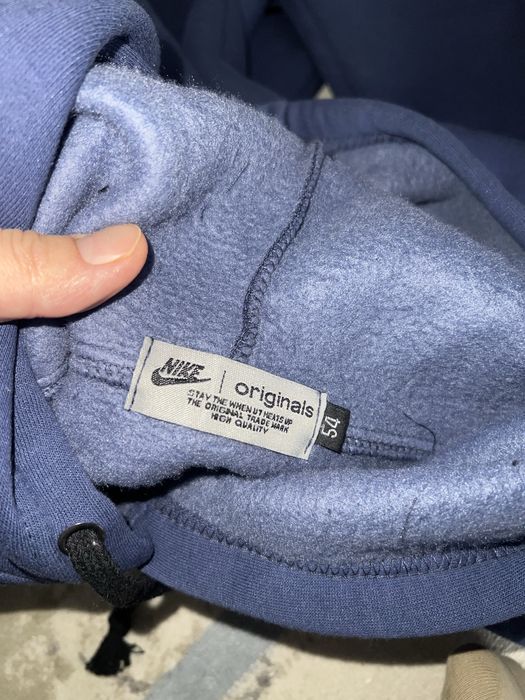 NIKE | originals
STAY THE WHEN UT HEATS UP
THE ORIGINAL TRADE MARK
HIGH QUALITY
54